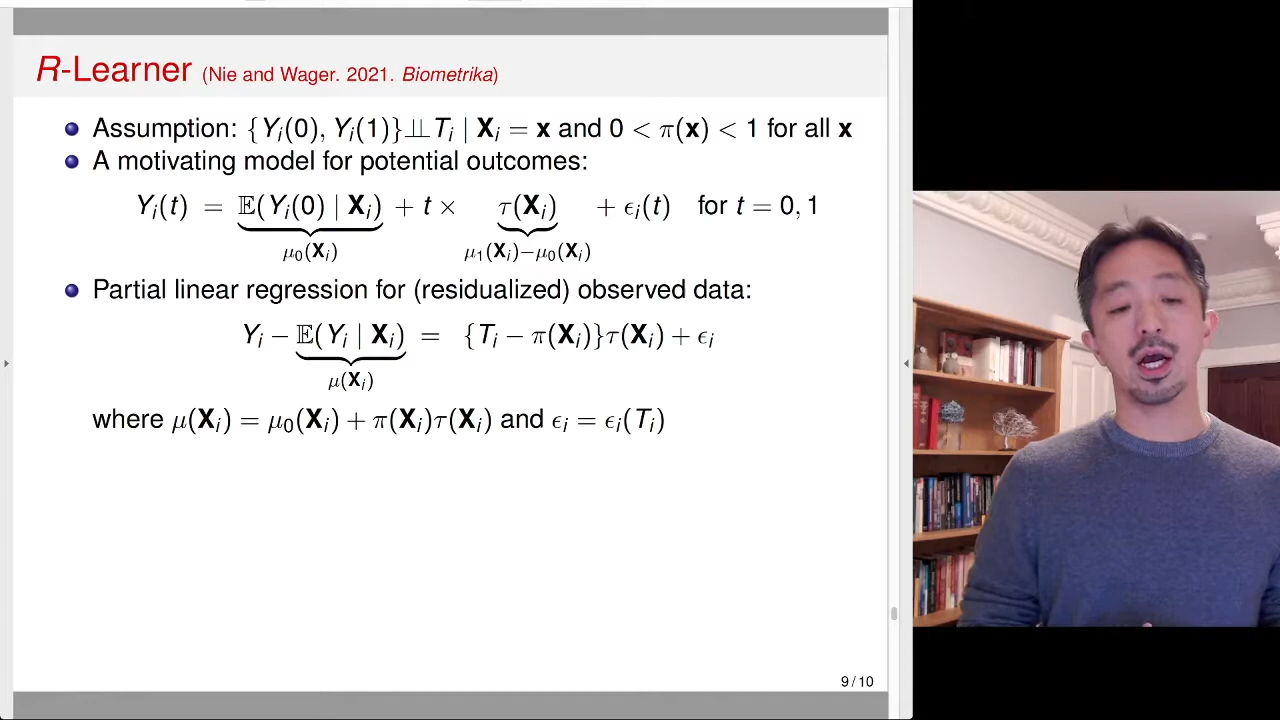 R-Learner (Nie and Wager. 2021. Biometrika)
Assumption: {Yᵢ(0), Yᵢ(1)}⫫Tᵢ | Xᵢ = x and 0 < π(x) < 1 for all x
A motivating model for potential outcomes:
Yᵢ(t) = 𝔼(Yᵢ(0) | Xᵢ) + t × τ(Xᵢ) + ϵᵢ(t) for t = 0, 1
μ₀(Xᵢ) μ₁(Xᵢ)−μ₀(Xᵢ)
Partial linear regression for (residualized) observed data:
Yᵢ − 𝔼(Yᵢ | Xᵢ) = {Tᵢ − π(Xᵢ)}τ(Xᵢ) + ϵᵢ
μ(Xᵢ)
where μ(Xᵢ) = μ₀(Xᵢ) + π(Xᵢ)τ(Xᵢ) and ϵᵢ = ϵᵢ(Tᵢ)
9 / 10